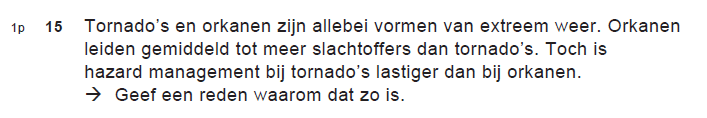 1p 15 Tornado's en orkanen zijn allebei vormen van extreem weer. Orkanen
leiden gemiddeld tot meer slachtoffers dan tornado's. Toch is
hazard management bij tornado's lastiger dan bij orkanen.
→ Geef een reden waarom dat zo is.